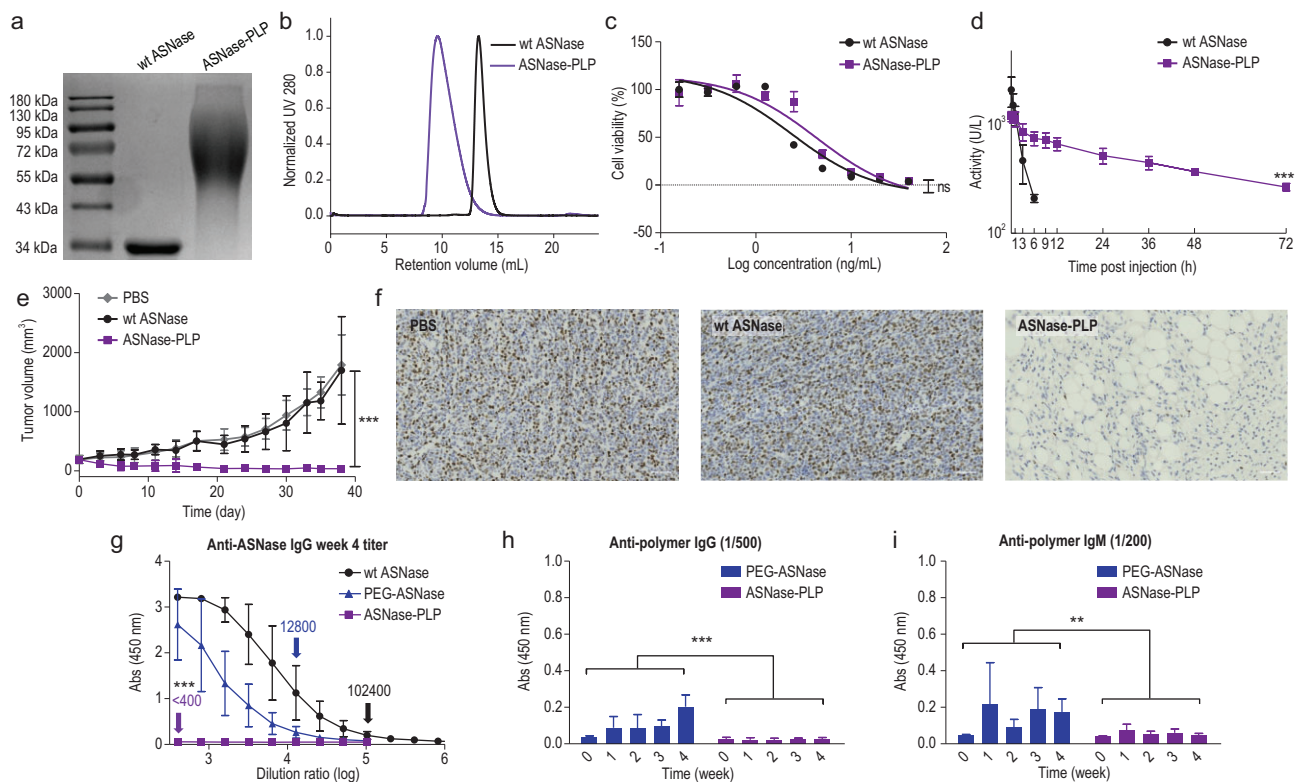 a
wt ASNase
ASNase-PLP
180 kDa
130 kDa
95 kDa
72 kDa
55 kDa
43 kDa
34 kDa
b
1.0
0.8
0.6
0.4
0.2
0.0
Normalized UV 280
wt ASNase
ASNase-PLP
0 5 10 15 20
Retention volume (mL)
c
wt ASNase
ASNase-PLP
100
50
0
-50
Cell viability (%)
ns
-1 0 1 2
Log concentration (ng/mL)
d
wt ASNase
ASNase-PLP
10³
10²
Activity (U/L)
***
1 3 6 9 12 24 36 48 72
Time post injection (h)
e
PBS
wt ASNase
ASNase-PLP
3000
2000
1000
0
Tumor volume (mm³)
***
0 10 20 30 40
Time (day)
f
PBS
wt ASNase
ASNase-PLP
g
Anti-ASNase IgG week 4 titer
wt ASNase
PEG-ASNase
ASNase-PLP
4
3
2
1
0
Abs (450 nm)
12800
***
<400
102400
3 4 5 6
Dilution ratio (log)
h
Anti-polymer IgG (1/500)
PEG-ASNase
ASNase-PLP
1.0
0.8
0.6
0.4
0.2
0.0
Abs (450 nm)
***
0 1 2 3 4 0 1 2 3 4
Time (week)
i
Anti-polymer IgM (1/200)
PEG-ASNase
ASNase-PLP
1.0
0.8
0.6
0.4
0.2
0.0
Abs (450 nm)
**
0 1 2 3 4 0 1 2 3 4
Time (week)